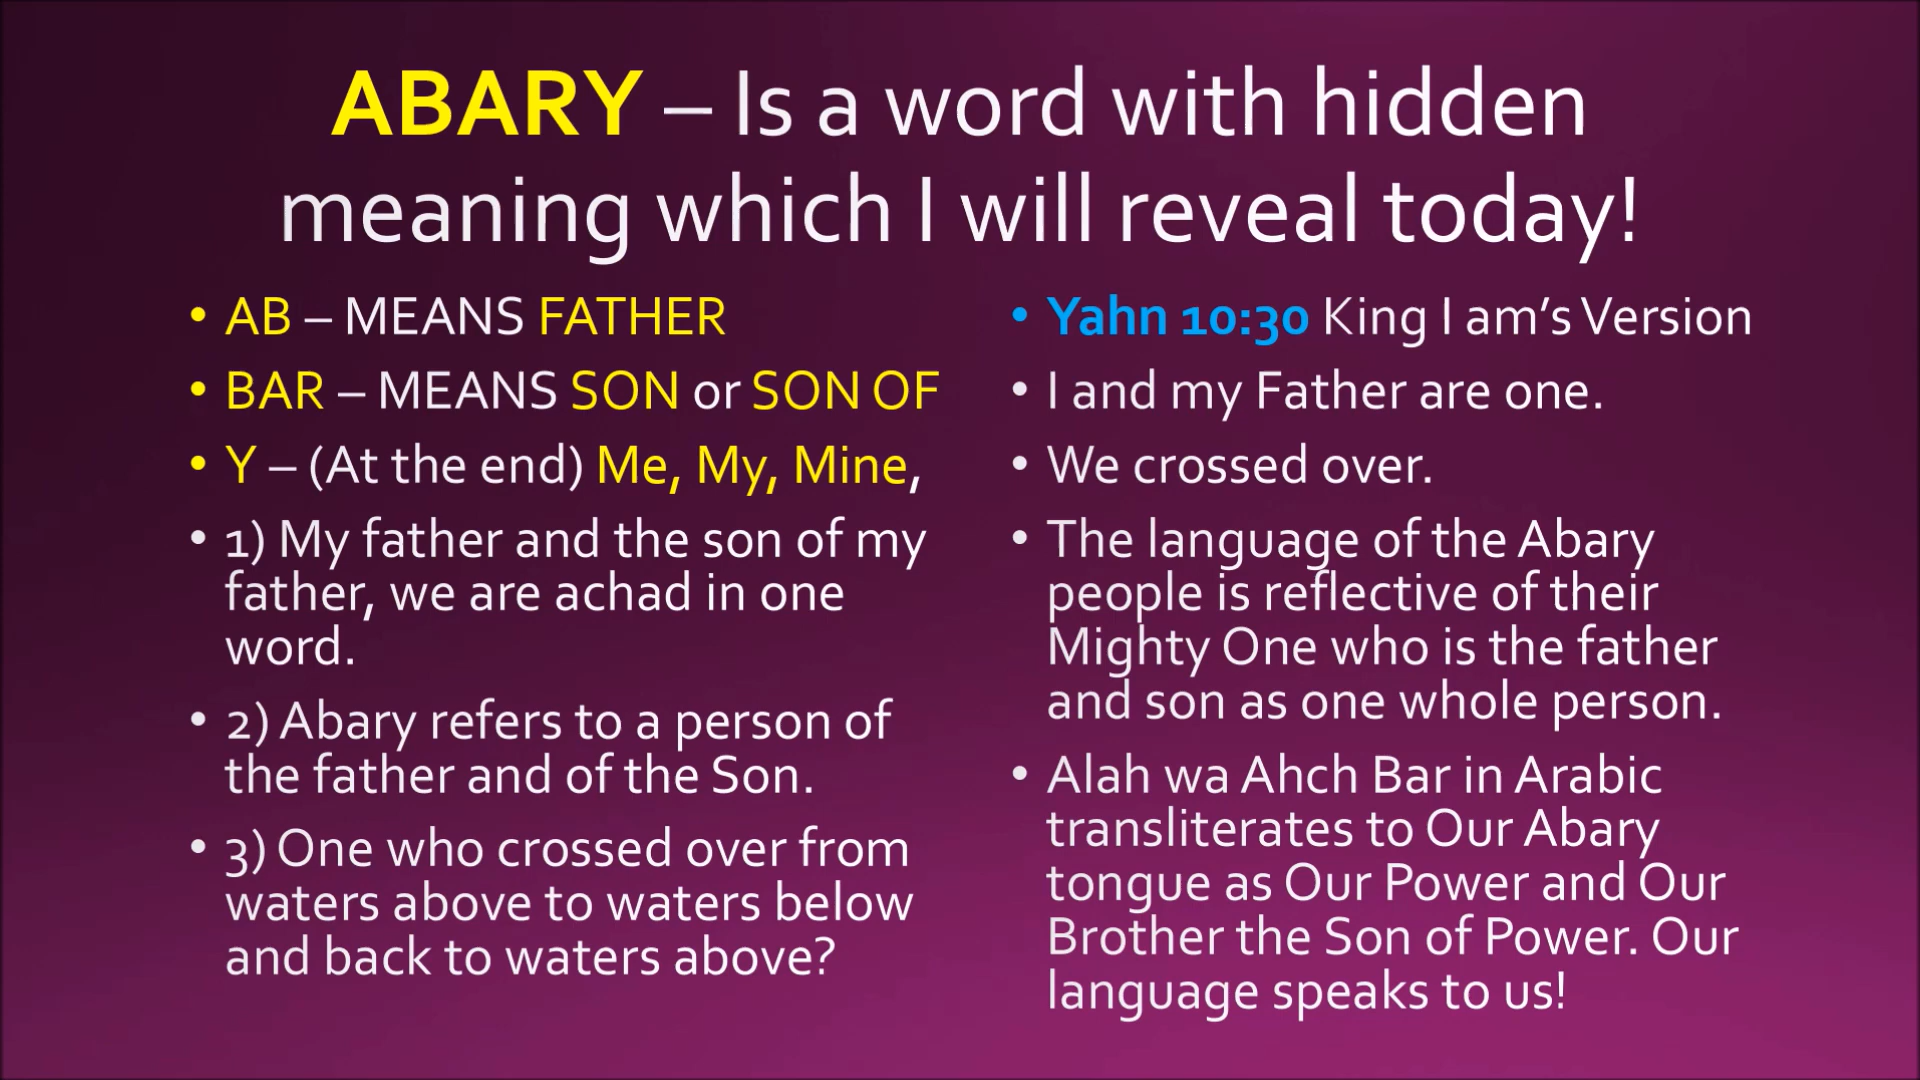 ABARY – Is a word with hidden
meaning which I will reveal today!
• AB – MEANS FATHER
• BAR – MEANS SON or SON OF
• Y – (At the end) Me, My, Mine,
• 1) My father and the son of my
father, we are achad in one
word.
• 2) Abary refers to a person of
the father and of the Son.
• 3) One who crossed over from
waters above to waters below
and back to waters above?
• Yahn 10:30 King I am’s Version
• I and my Father are one.
• We crossed over.
• The language of the Abary
people is reflective of their
Mighty One who is the father
and son as one whole person.
• Alah wa Ahch Bar in Arabic
transliterates to Our Abary
tongue as Our Power and Our
Brother the Son of Power. Our
language speaks to us!